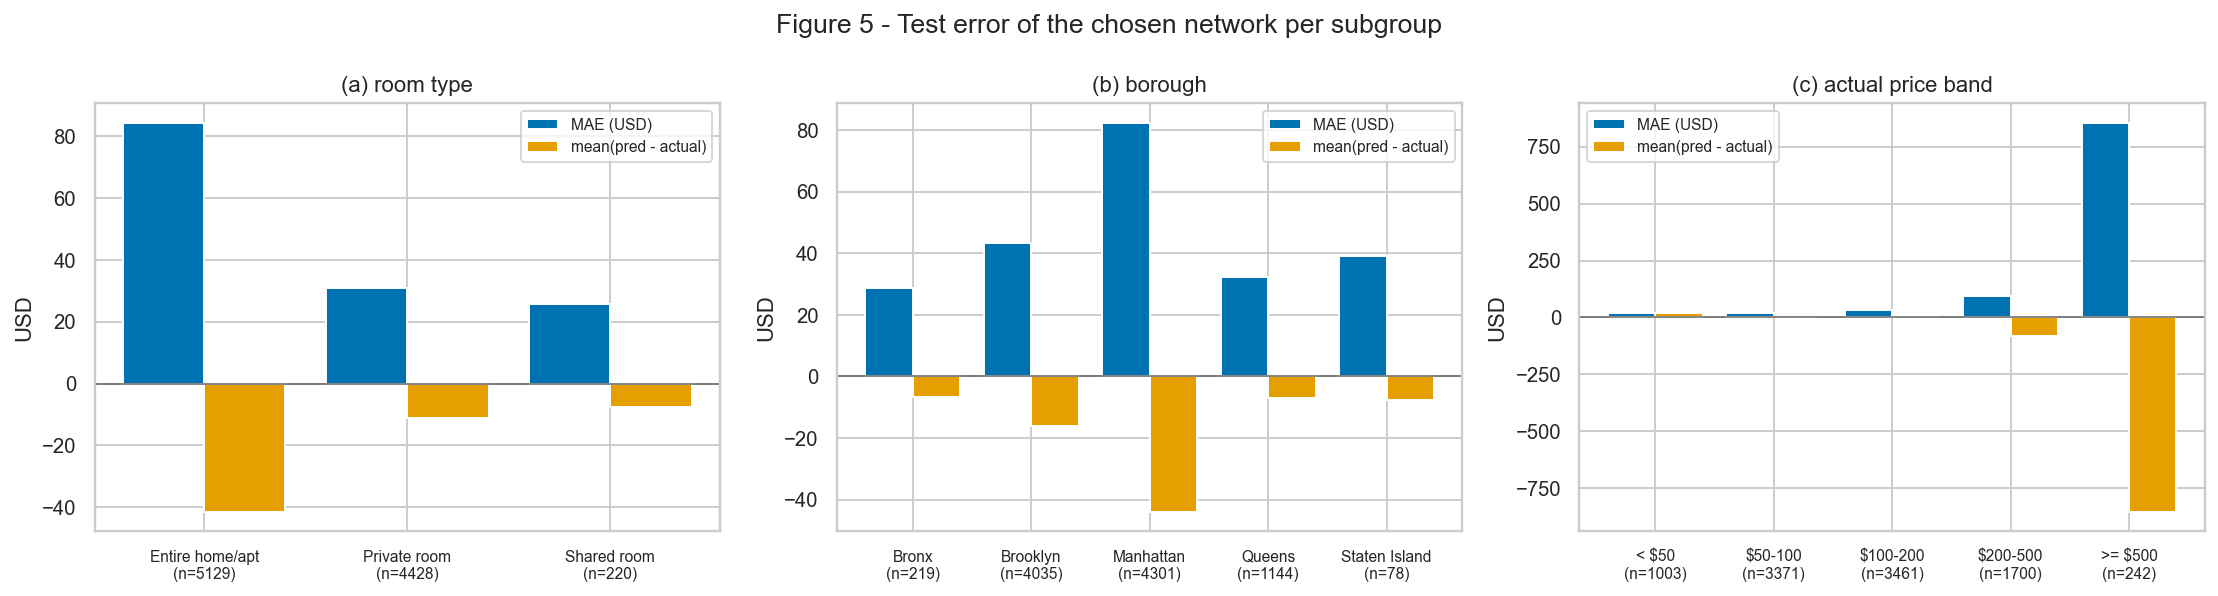 Figure 5 - Test error of the chosen network per subgroup
(a) room type
USD
80
60
40
20
0
−20
−40
MAE (USD)
mean(pred - actual)
Entire home/apt
(n=5129)
Private room
(n=4428)
Shared room
(n=220)
(b) borough
USD
80
60
40
20
0
−20
−40
MAE (USD)
mean(pred - actual)
Bronx
(n=219)
Brooklyn
(n=4035)
Manhattan
(n=4301)
Queens
(n=1144)
Staten Island
(n=78)
(c) actual price band
USD
750
500
250
0
−250
−500
−750
MAE (USD)
mean(pred - actual)
< $50
(n=1003)
$50-100
(n=3371)
$100-200
(n=3461)
$200-500
(n=1700)
>= $500
(n=242)